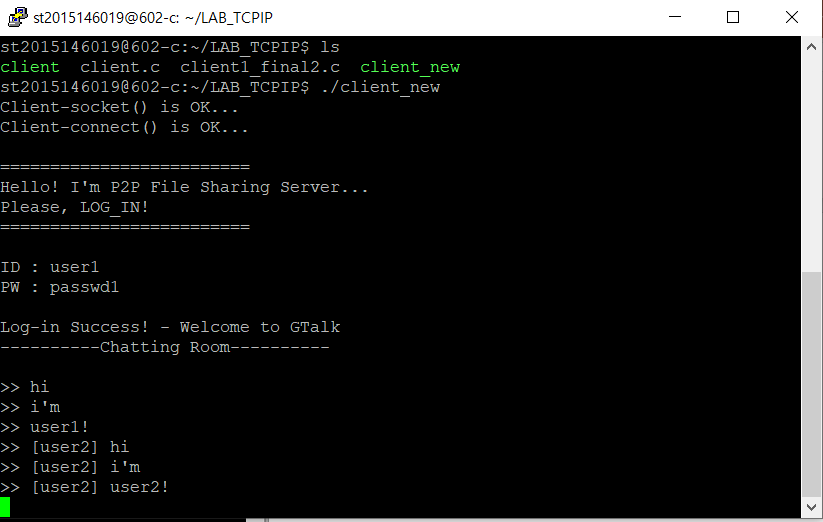 st2015146019@602-c: ~/LAB_TCPIP
st2015146019@602-c:~/LAB_TCPIP$ ls
client  client.c  client1_final2.c  client_new
st2015146019@602-c:~/LAB_TCPIP$ ./client_new
Client-socket() is OK...
Client-connect() is OK...
=========================
Hello! I'm P2P File Sharing Server...
Please, LOG_IN!
=========================
ID : user1
PW : passwd1
Log-in Success! - Welcome to GTalk
----------Chatting Room----------
>> hi
>> i'm
>> user1!
>> [user2] hi
>> [user2] i'm
>> [user2] user2!